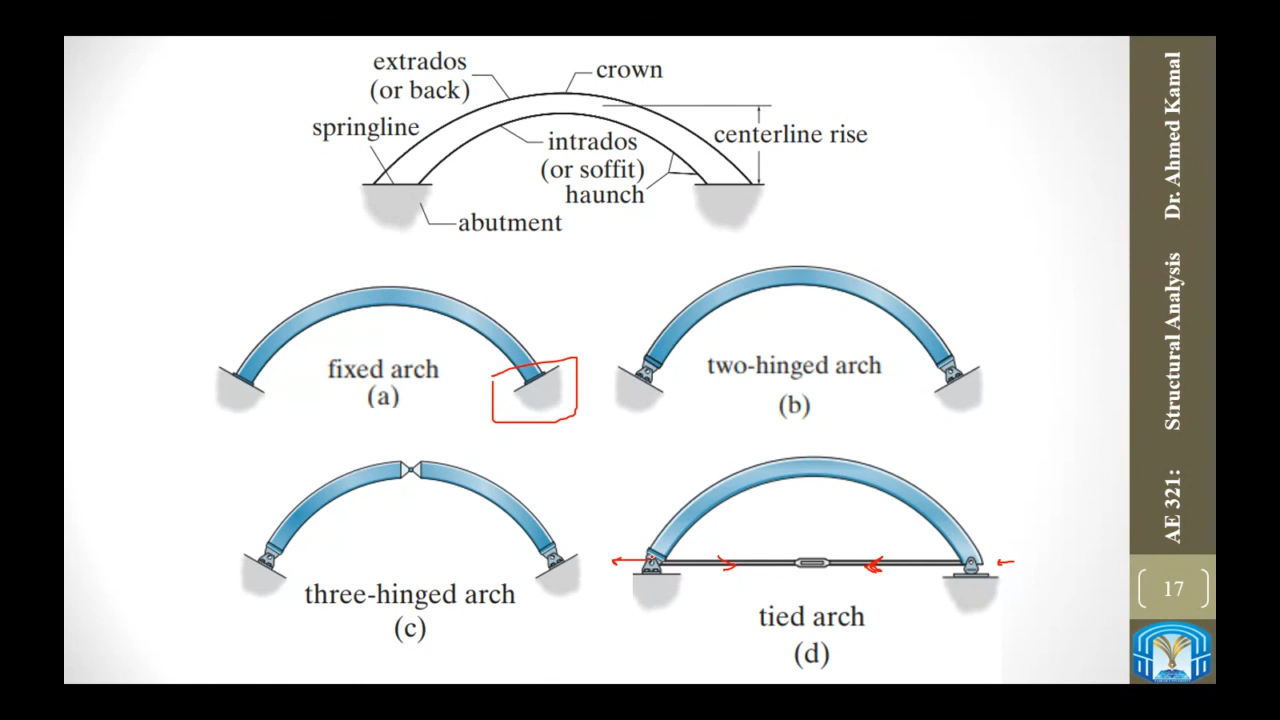 extrados
(or back)
crown
springline
centerline rise
intrados
(or soffit)
haunch
abutment
fixed arch
(a)
two-hinged arch
(b)
three-hinged arch
(c)
tied arch
(d)
AE 321: Structural Analysis Dr. Ahmed Kamal
17